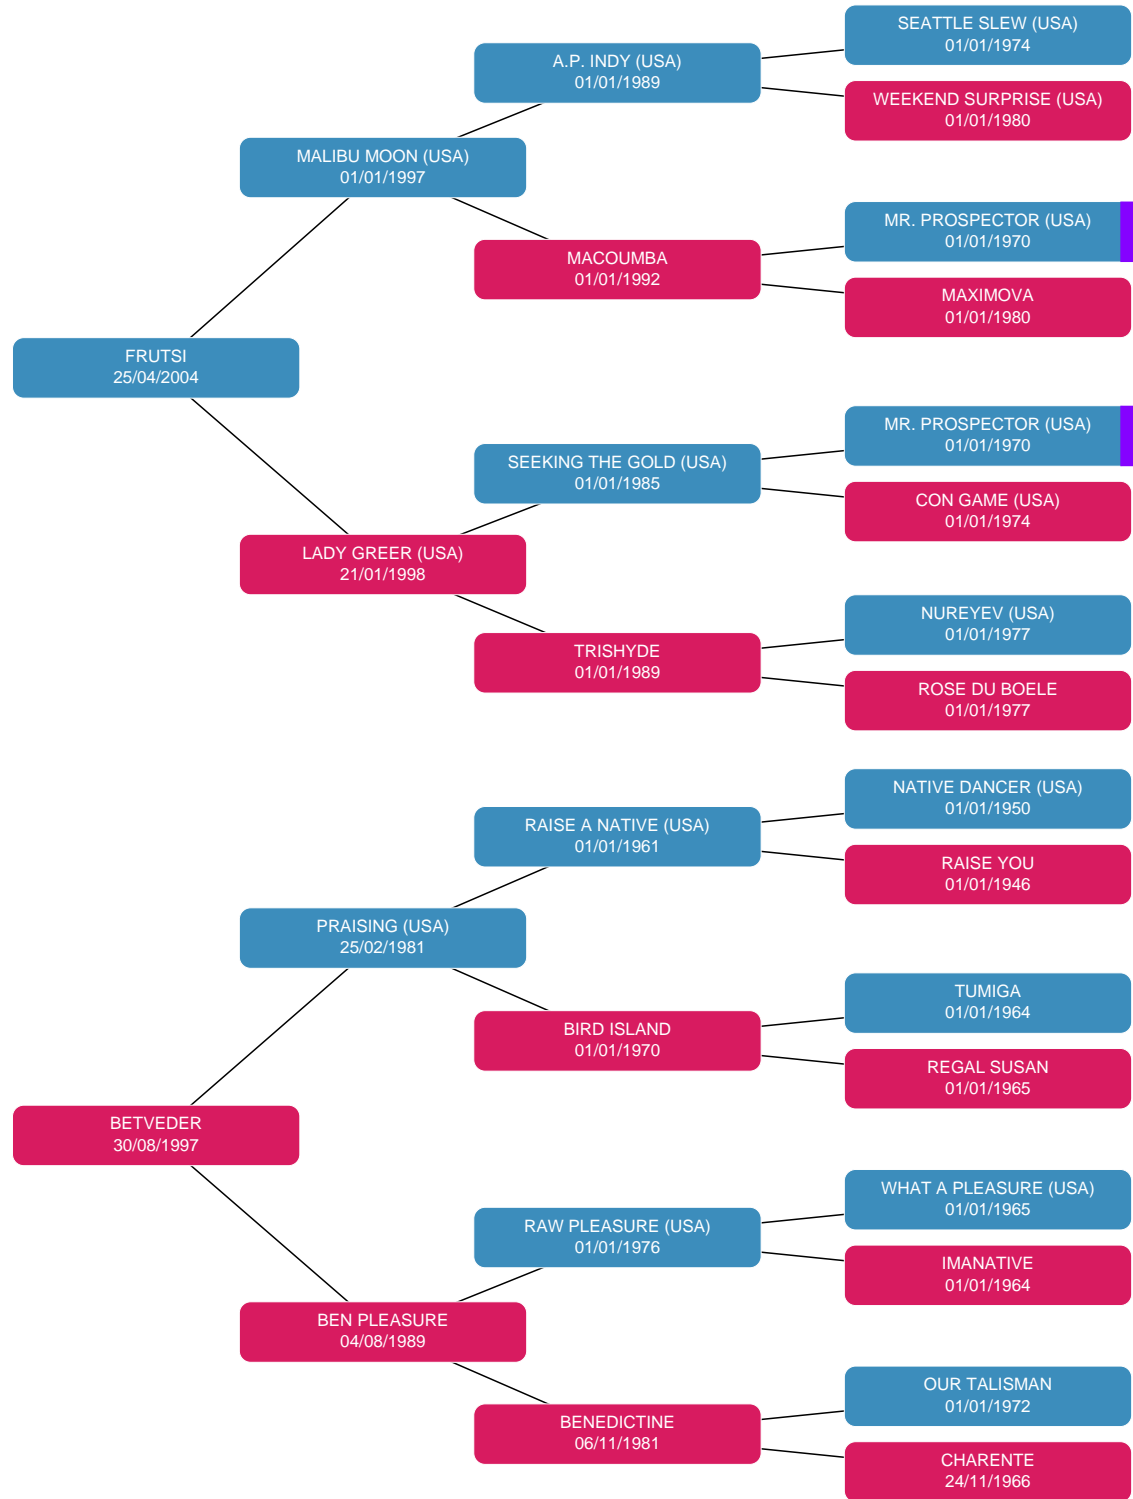 SEATTLE SLEW (USA)
01/01/1974
A.P. INDY (USA)
01/01/1989
WEEKEND SURPRISE (USA)
01/01/1980
MALIBU MOON (USA)
01/01/1997
MR. PROSPECTOR (USA)
01/01/1970
MACOUMBA
01/01/1992
MAXIMOVA
01/01/1980
FRUTSI
25/04/2004
MR. PROSPECTOR (USA)
01/01/1970
SEEKING THE GOLD (USA)
01/01/1985
CON GAME (USA)
01/01/1974
LADY GREER (USA)
21/01/1998
NUREYEV (USA)
01/01/1977
TRISHYDE
01/01/1989
ROSE DU BOELE
01/01/1977
NATIVE DANCER (USA)
01/01/1950
RAISE A NATIVE (USA)
01/01/1961
RAISE YOU
01/01/1946
PRAISING (USA)
25/02/1981
TUMIGA
01/01/1964
BIRD ISLAND
01/01/1970
REGAL SUSAN
01/01/1965
BETVEDER
30/08/1997
WHAT A PLEASURE (USA)
01/01/1965
RAW PLEASURE (USA)
01/01/1976
IMANATIVE
01/01/1964
BEN PLEASURE
04/08/1989
OUR TALISMAN
01/01/1972
BENEDICTINE
06/11/1981
CHARENTE
24/11/1966